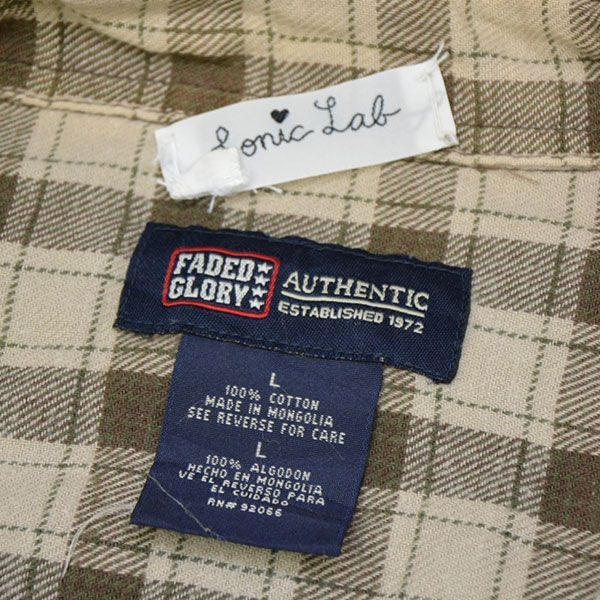 Sonic Lab
FADED
GLORY
AUTHENTIC
ESTABLISHED 1972
L
100% COTTON
MADE IN MONGOLIA
SEE REVERSE FOR CARE
L
100% ALGODON
HECHO EN MONGOLIA
VE EL REVERSO PARA
EL CUIDADO
RN# 92066